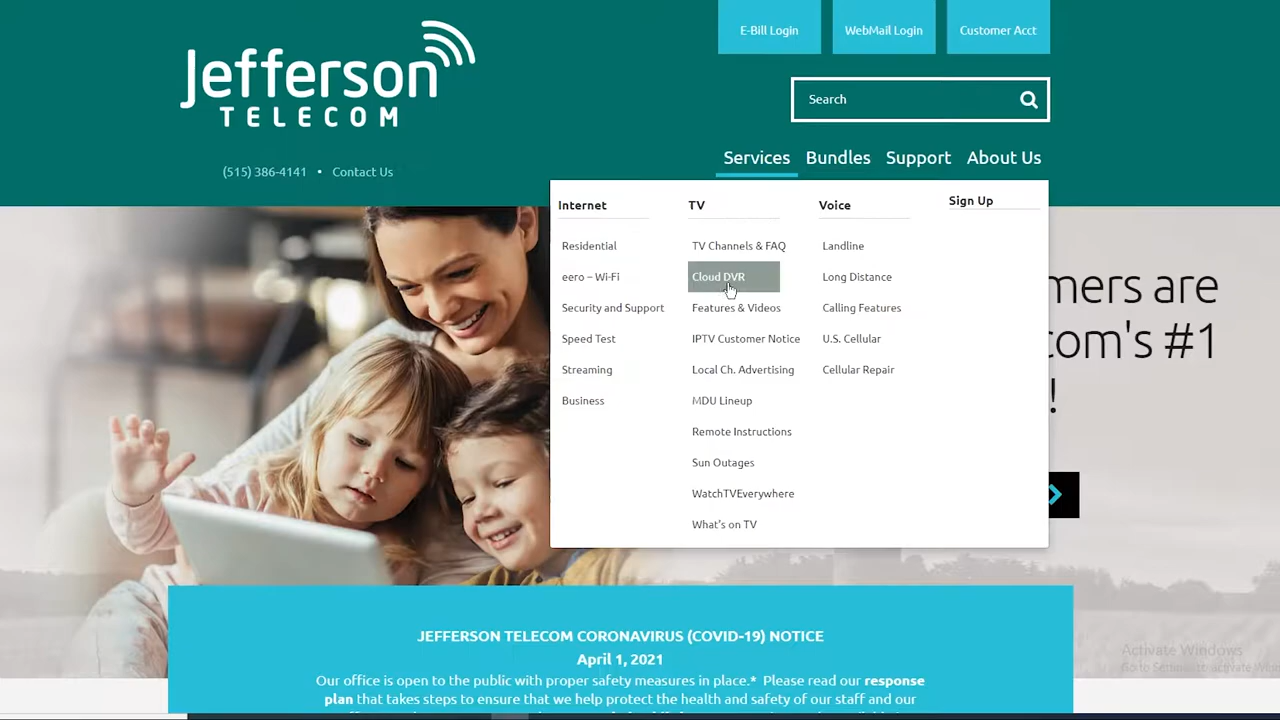 E-Bill Login
WebMail Login
Customer Acct
Jefferson
TELECOM
Search
(515) 386-4141 • Contact Us
Services
Bundles
Support
About Us
Internet
Residential
eero – Wi-Fi
Security and Support
Speed Test
Streaming
Business
TV
TV Channels & FAQ
Cloud DVR
Features & Videos
IPTV Customer Notice
Local Ch. Advertising
MDU Lineup
Remote Instructions
Sun Outages
WatchTVEverywhere
What's on TV
Voice
Landline
Long Distance
Calling Features
U.S. Cellular
Cellular Repair
Sign Up
mers are
com's #1
!
JEFFERSON TELECOM CORONAVIRUS (COVID-19) NOTICE
April 1, 2021
Our office is open to the public with proper safety measures in place.* Please read our response
plan that takes steps to ensure that we help protect the health and safety of our staff and our
Activate Windows
Go to Settings to activate Win